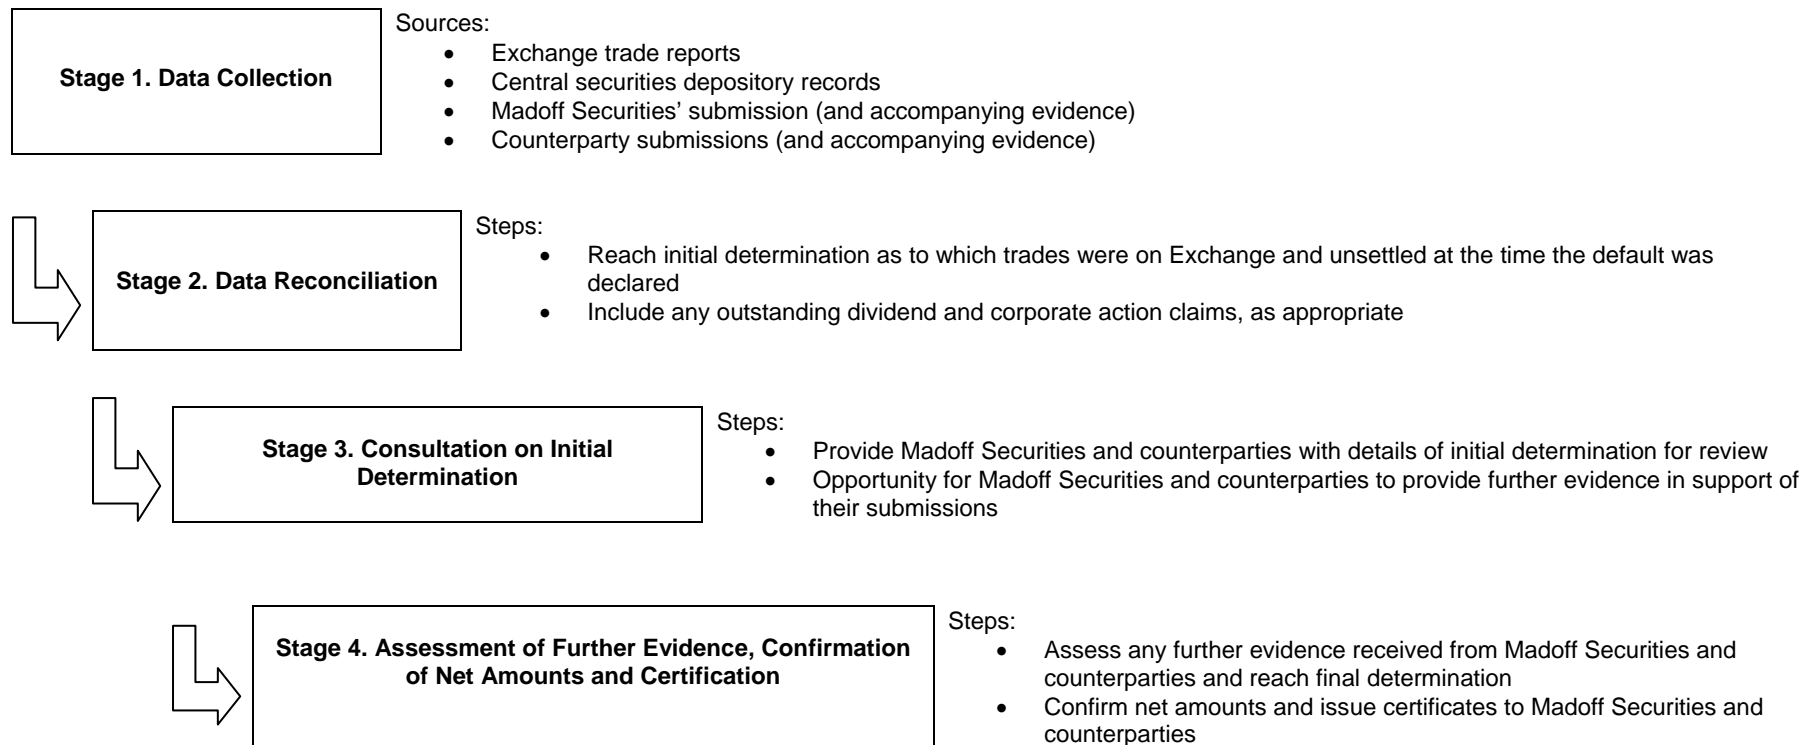 Sources:
Stage 1. Data Collection
• Exchange trade reports
• Central securities depository records
• Madoff Securities’ submission (and accompanying evidence)
• Counterparty submissions (and accompanying evidence)
Stage 2. Data Reconciliation
Steps:
• Reach initial determination as to which trades were on Exchange and unsettled at the time the default was
declared
• Include any outstanding dividend and corporate action claims, as appropriate
Stage 3. Consultation on Initial
Determination
Steps:
• Provide Madoff Securities and counterparties with details of initial determination for review
• Opportunity for Madoff Securities and counterparties to provide further evidence in support of
their submissions
Stage 4. Assessment of Further Evidence, Confirmation
of Net Amounts and Certification
Steps:
• Assess any further evidence received from Madoff Securities and
counterparties and reach final determination
• Confirm net amounts and issue certificates to Madoff Securities and
counterparties